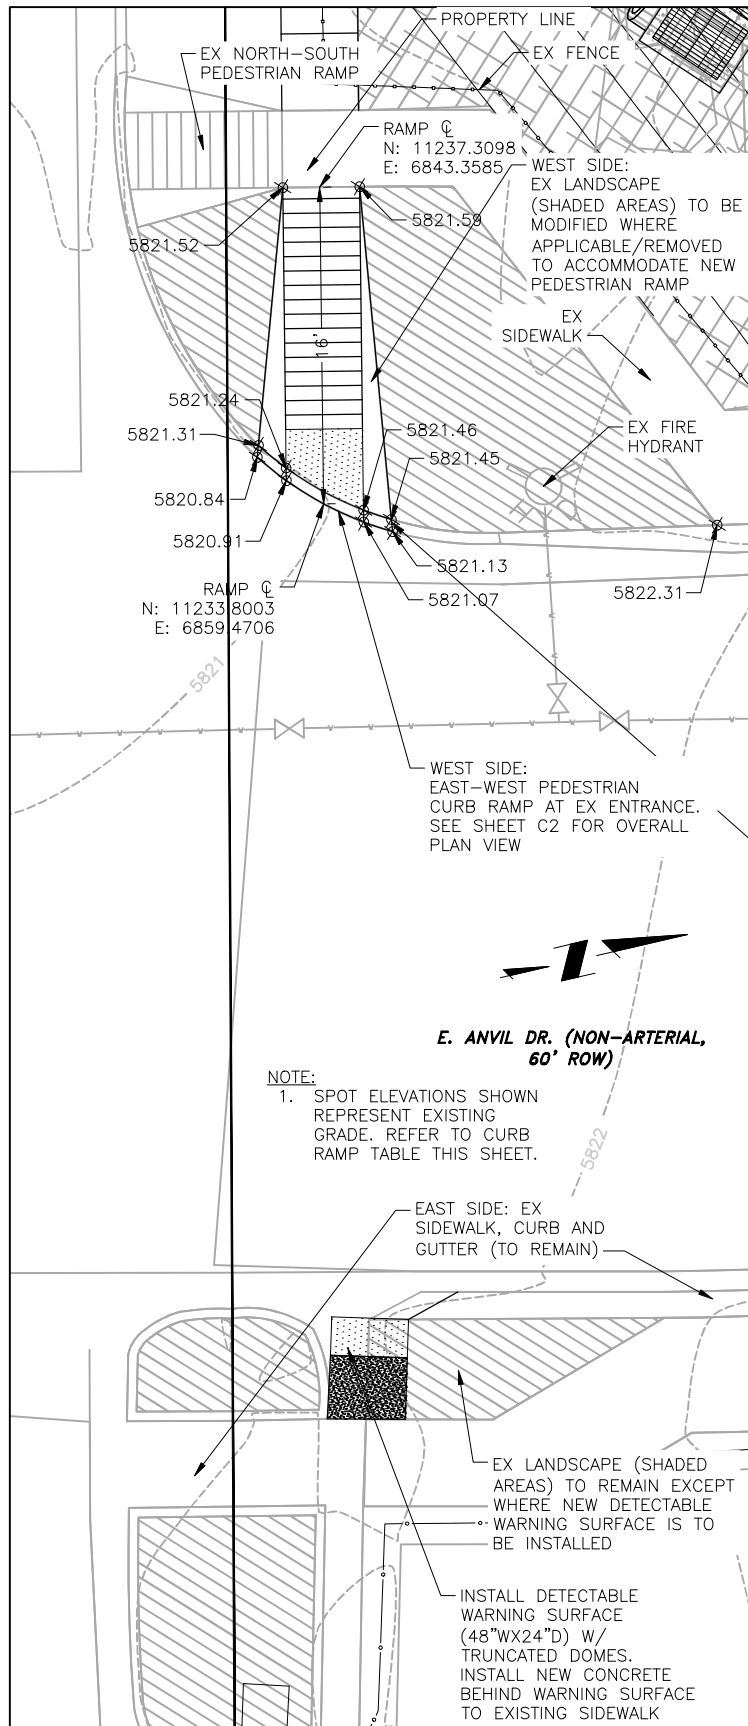 PROPERTY LINE
EX NORTH-SOUTH
PEDESTRIAN RAMP
EX FENCE
RAMP ℄
N: 11237.3098
E: 6843.3585
WEST SIDE:
EX LANDSCAPE
(SHADED AREAS) TO BE
MODIFIED WHERE
APPLICABLE/REMOVED
TO ACCOMMODATE NEW
PEDESTRIAN RAMP
5821.52
5821.59
EX
SIDEWALK
16'
5821.24
5821.31
5821.46
5821.45
EX FIRE
HYDRANT
5820.84
5820.91
5821.13
5821.07
5822.31
RAMP ℄
N: 11233.8003
E: 6859.4706
5821
WEST SIDE:
EAST-WEST PEDESTRIAN
CURB RAMP AT EX ENTRANCE.
SEE SHEET C2 FOR OVERALL
PLAN VIEW
E. ANVIL DR. (NON-ARTERIAL,
60' ROW)
NOTE:
1. SPOT ELEVATIONS SHOWN
REPRESENT EXISTING
GRADE. REFER TO CURB
RAMP TABLE THIS SHEET.
5822
EAST SIDE: EX
SIDEWALK, CURB AND
GUTTER (TO REMAIN)
EX LANDSCAPE (SHADED
AREAS) TO REMAIN EXCEPT
WHERE NEW DETECTABLE
WARNING SURFACE IS TO
BE INSTALLED
INSTALL DETECTABLE
WARNING SURFACE
(48"WX24"D) W/
TRUNCATED DOMES.
INSTALL NEW CONCRETE
BEHIND WARNING SURFACE
TO EXISTING SIDEWALK